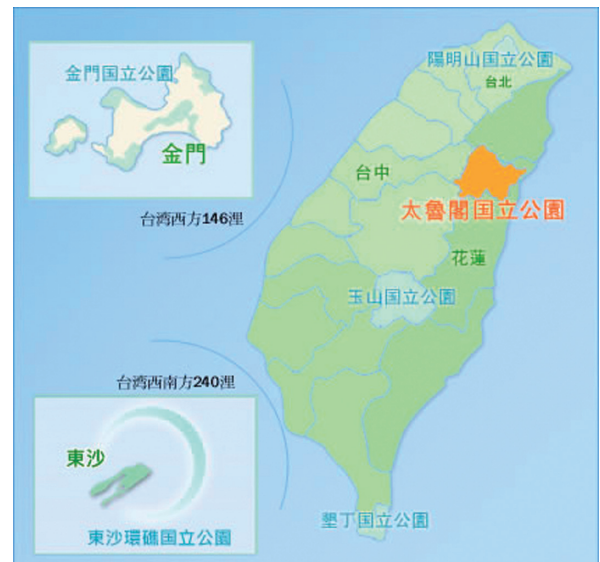 金門国立公園
金門
台湾西方146浬
陽明山国立公園
台北
台中
太魯閣国立公園
花蓮
玉山国立公園
台湾西南方240浬
東沙
東沙環礁国立公園
墾丁国立公園